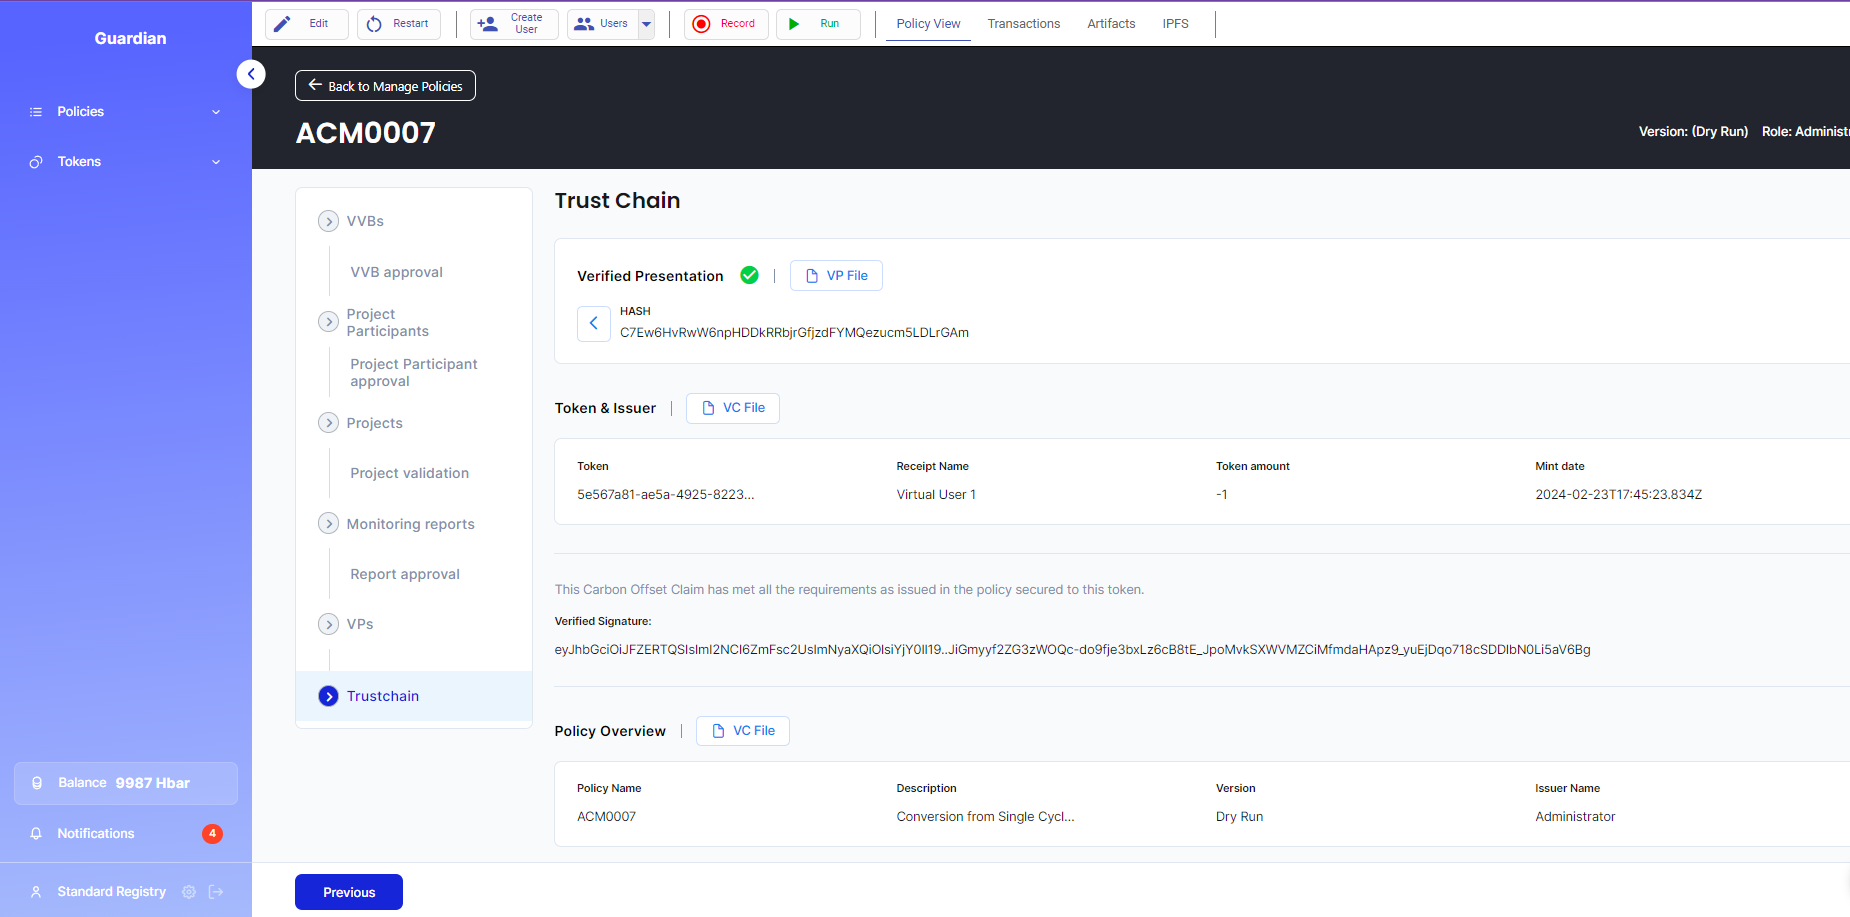 Guardian
Policies
Tokens
Balance 9987 Hbar
Notifications 4
Standard Registry
Edit
Restart
Create
User
Users
Record
Run
Policy View
Transactions
Artifacts
IPFS
Back to Manage Policies
ACM0007
Version: (Dry Run) Role: Administr
VVBs
VVB approval
Project
Participants
Project Participant
approval
Projects
Project validation
Monitoring reports
Report approval
VPs
Trustchain
Trust Chain
Verified Presentation | VP File
HASH
C7Ew6HvRwW6npHDDkRRbjrGfjzdFYMQezucm5LDLrGAm
Token & Issuer | VC File
Token Receipt Name Token amount Mint date
5e567a81-ae5a-4925-8223... Virtual User 1 -1 2024-02-23T17:45:23.834Z
This Carbon Offset Claim has met all the requirements as issued in the policy secured to this token.
Verified Signature:
eyJhbGciOiJFZERTQSIsImI2NCI6ZmFsc2UsImNyaXQiOlsiYjY0Il19..JiGmyyf2ZG3zWOQc-do9fje3bxLz6cB8tE_JpoMvkSXWVMZCiMfmdaHApz9_yuEjDqo718cSDDIbN0Li5aV6Bg
Policy Overview | VC File
Policy Name Description Version Issuer Name
ACM0007 Conversion from Single Cycl... Dry Run Administrator
Previous